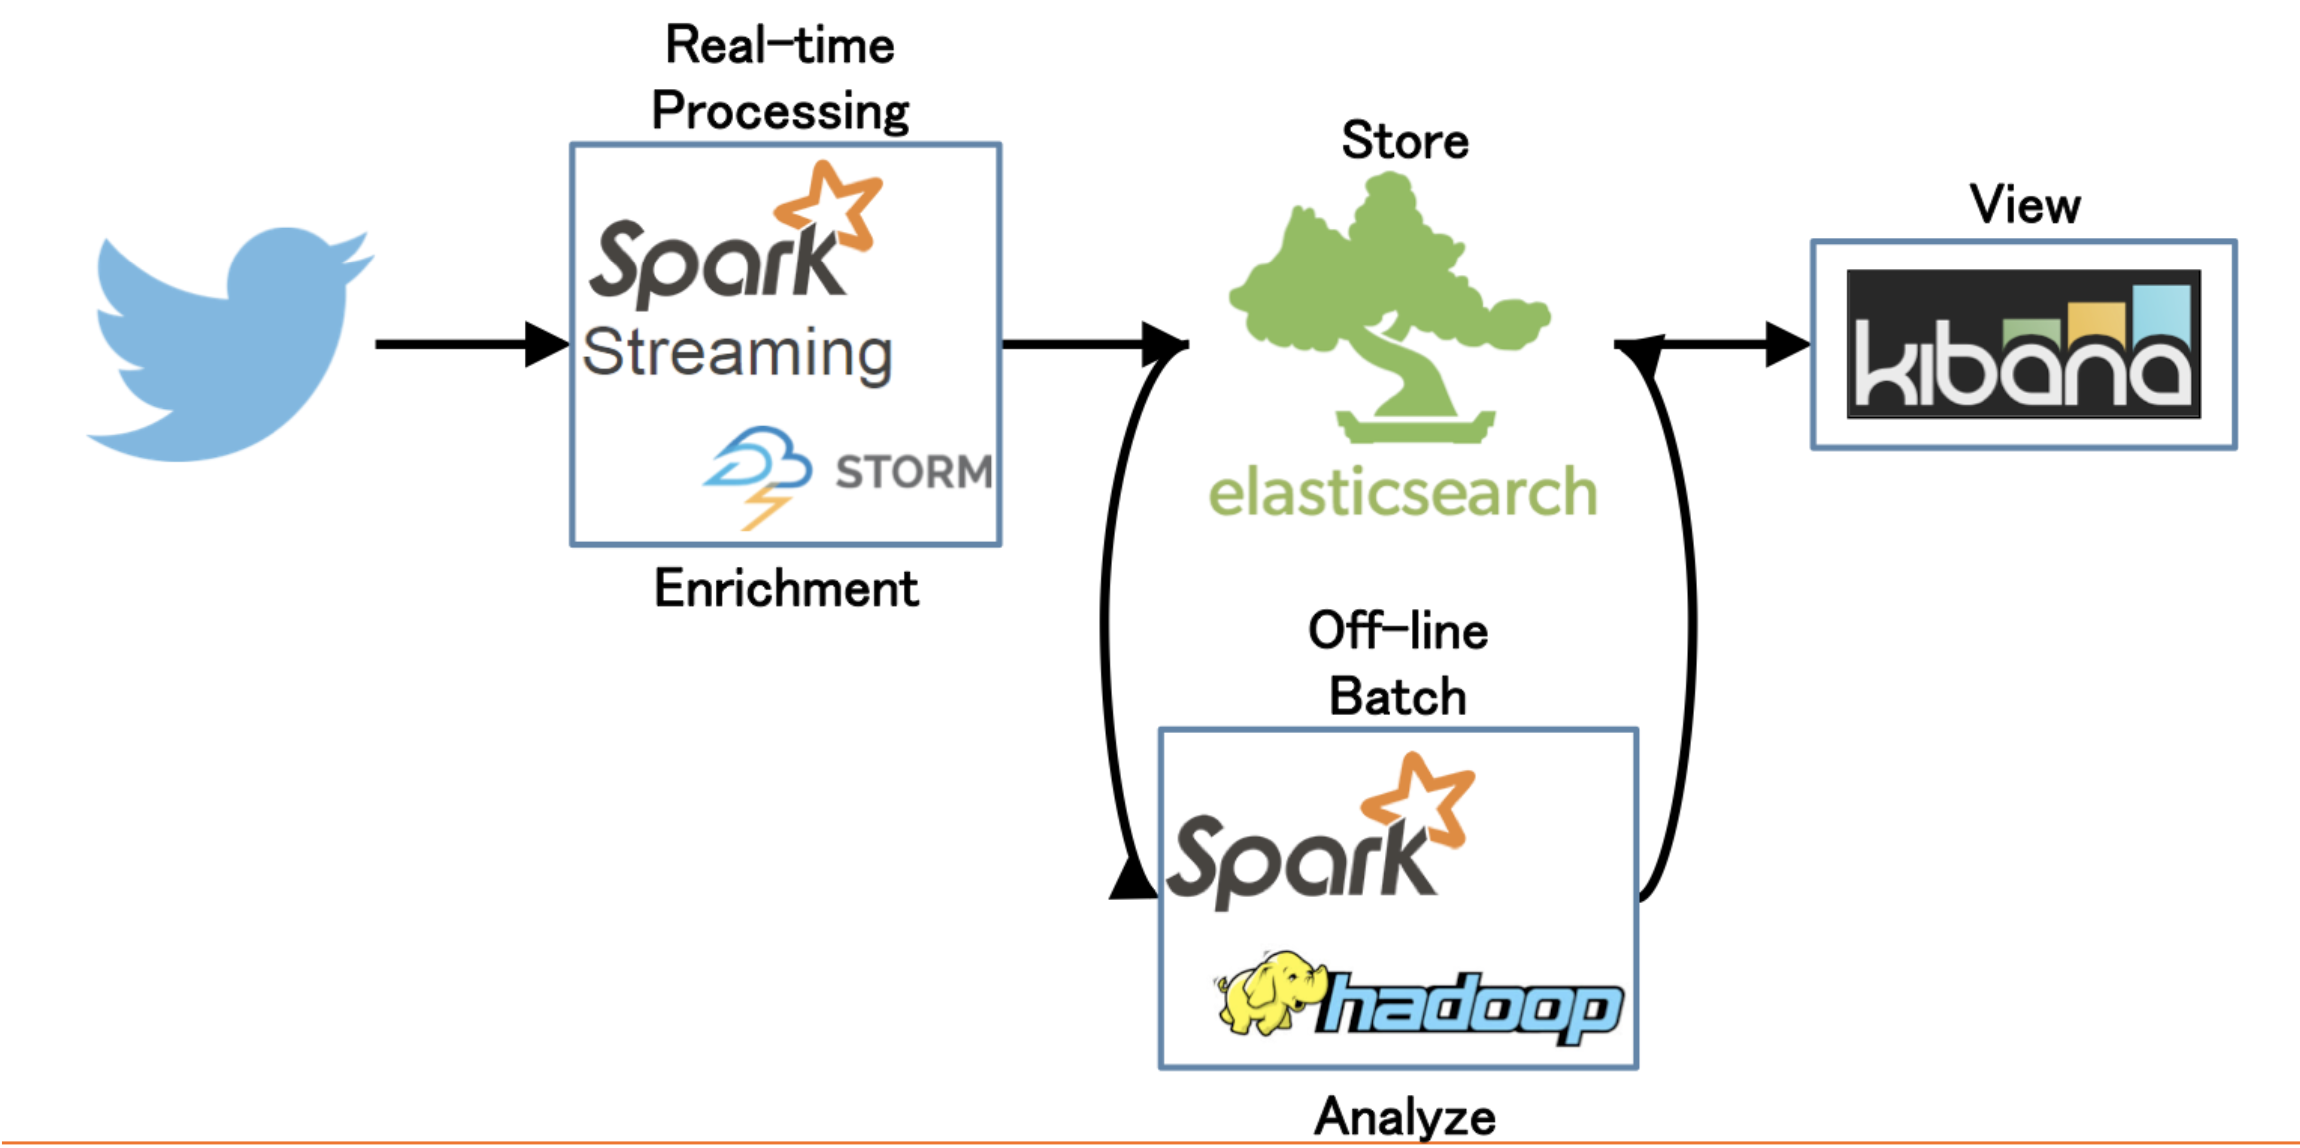 Real-time
Processing
Spark
Streaming
STORM
Enrichment
Store
elasticsearch
View
kibana
Off-line
Batch
Spark
hadoop
Analyze